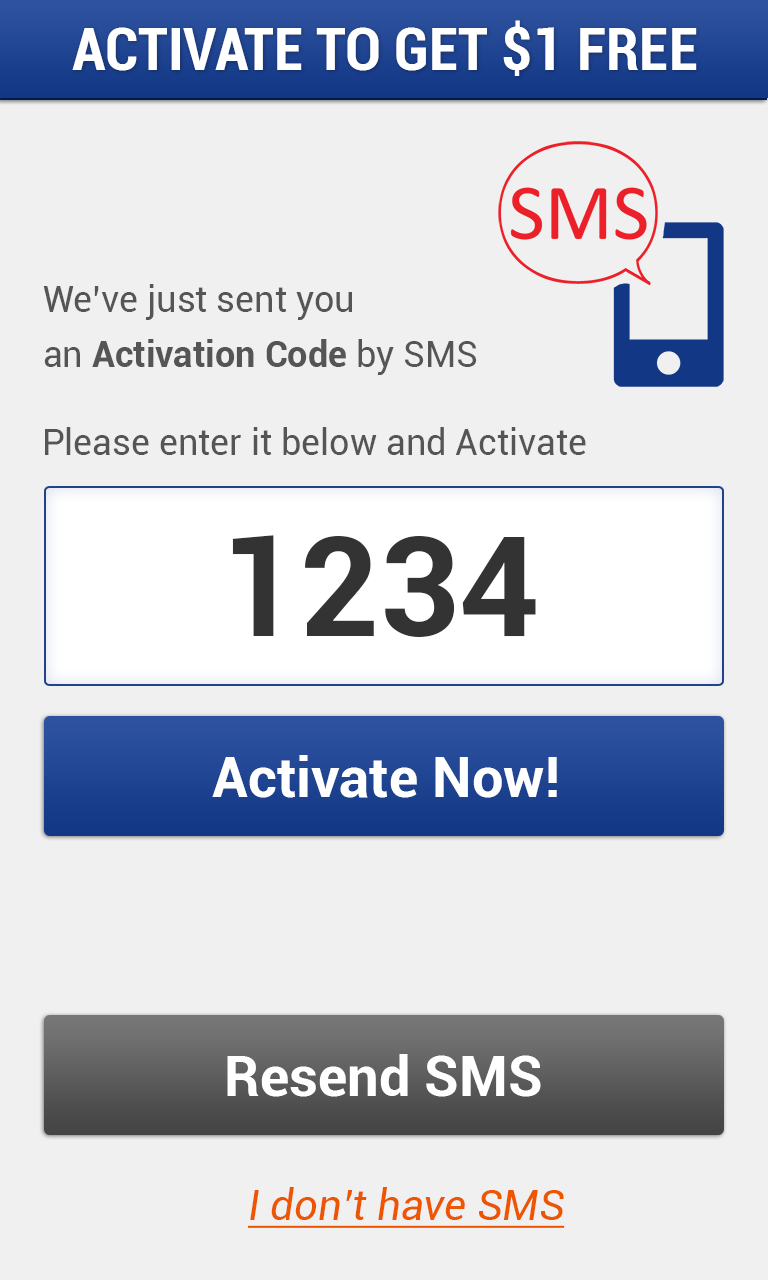 ACTIVATE TO GET $1 FREE
SMS
We've just sent you
an Activation Code by SMS
Please enter it below and Activate
1234
Activate Now!
Resend SMS
I don't have SMS